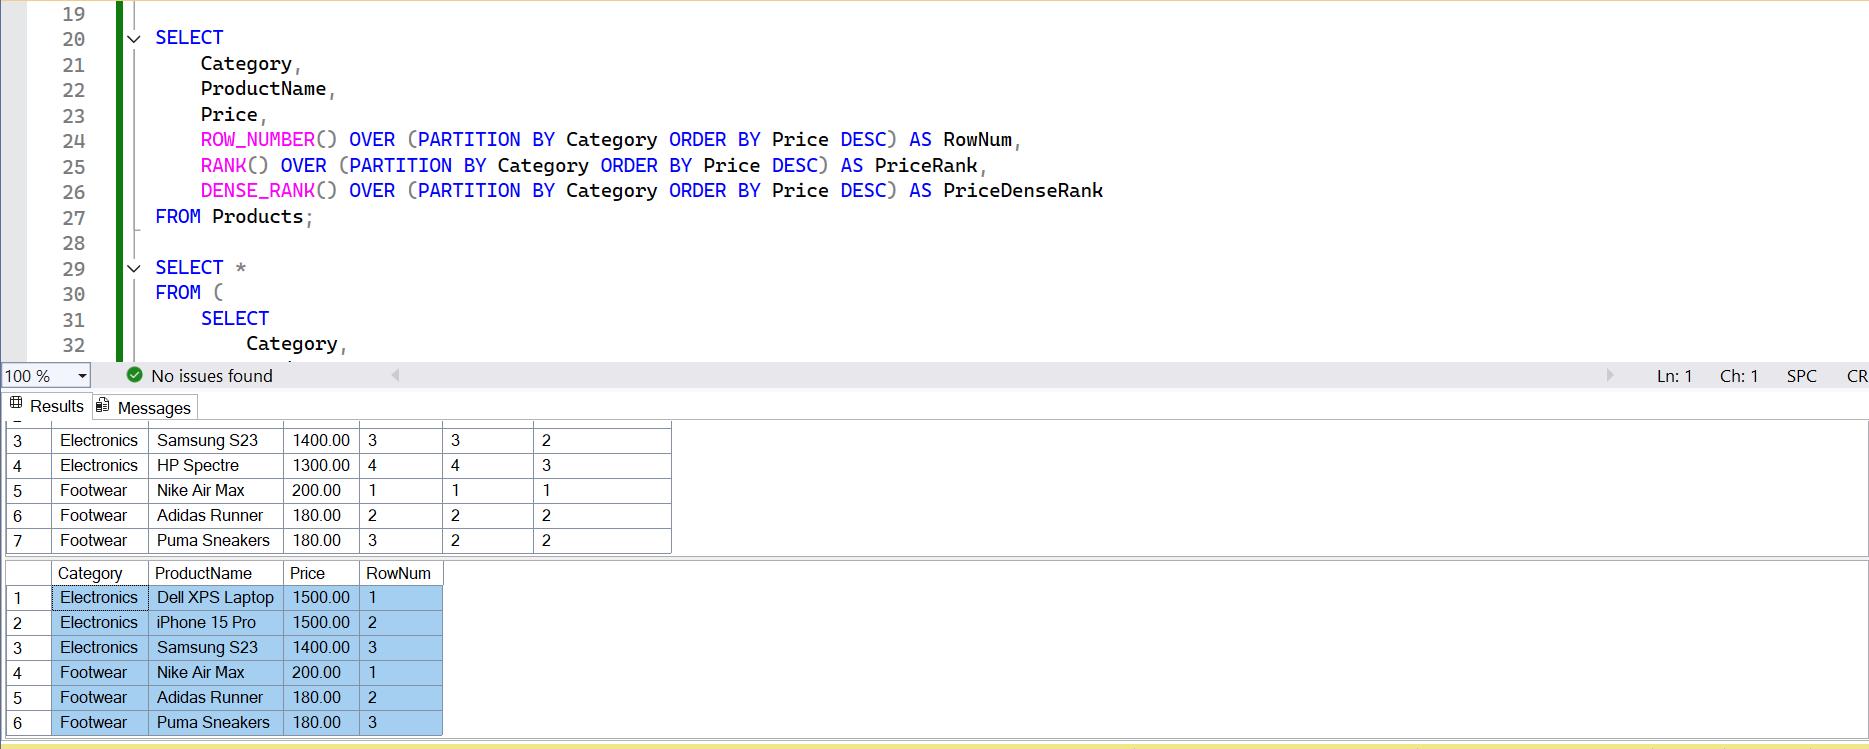 19
20 SELECT
21 Category,
22 ProductName,
23 Price,
24 ROW_NUMBER() OVER (PARTITION BY Category ORDER BY Price DESC) AS RowNum,
25 RANK() OVER (PARTITION BY Category ORDER BY Price DESC) AS PriceRank,
26 DENSE_RANK() OVER (PARTITION BY Category ORDER BY Price DESC) AS PriceDenseRank
27 FROM Products;
28
29 SELECT *
30 FROM (
31 SELECT
32 Category,
100 % No issues found Ln: 1 Ch: 1 SPC CR
Results Messages
3 Electronics Samsung S23 1400.00 3 3 2
4 Electronics HP Spectre 1300.00 4 4 3
5 Footwear Nike Air Max 200.00 1 1 1
6 Footwear Adidas Runner 180.00 2 2 2
7 Footwear Puma Sneakers 180.00 3 2 2
Category ProductName Price RowNum
1 Electronics Dell XPS Laptop 1500.00 1
2 Electronics iPhone 15 Pro 1500.00 2
3 Electronics Samsung S23 1400.00 3
4 Footwear Nike Air Max 200.00 1
5 Footwear Adidas Runner 180.00 2
6 Footwear Puma Sneakers 180.00 3